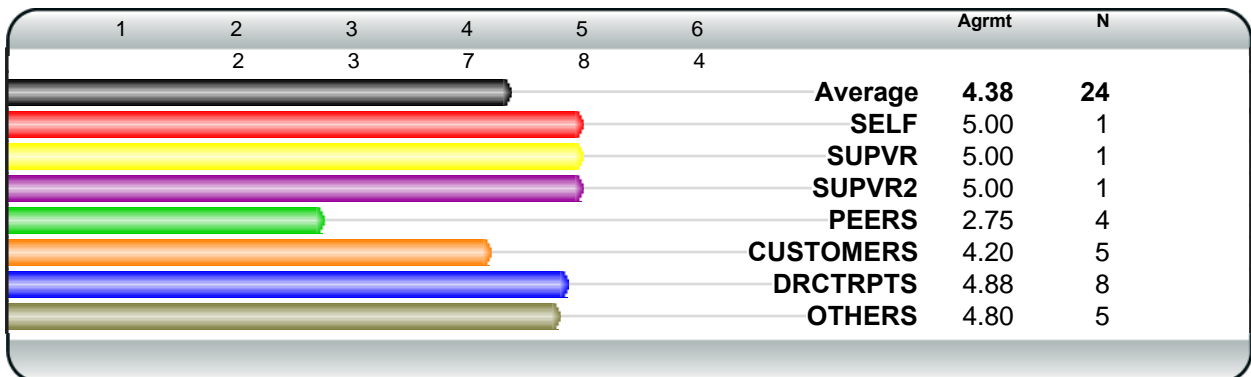 1 2 3 4 5 6 Agrmt N
2 3 7 8 4
Average 4.38 24
SELF 5.00 1
SUPVR 5.00 1
SUPVR2 5.00 1
PEERS 2.75 4
CUSTOMERS 4.20 5
DRCTRPTS 4.88 8
OTHERS 4.80 5